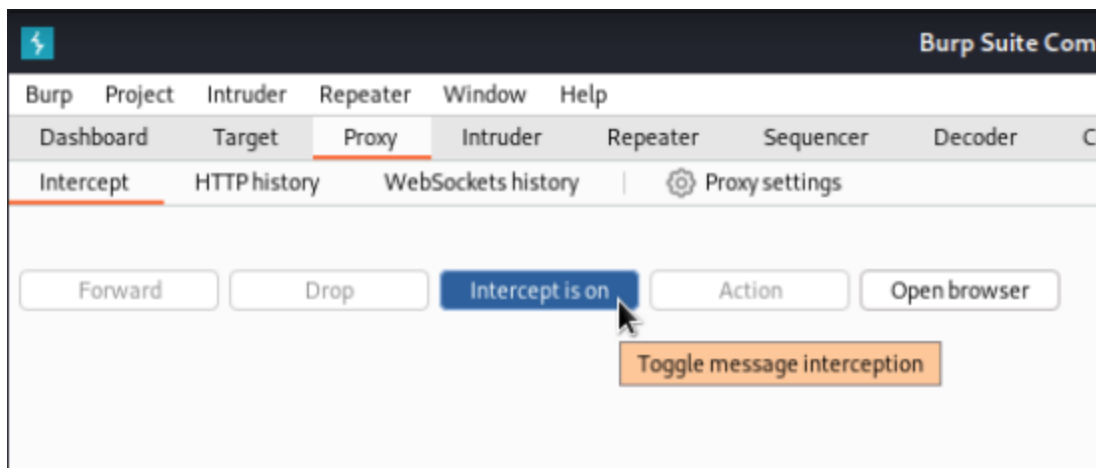 Burp Suite Com
Burp Project Intruder Repeater Window Help
Dashboard Target Proxy Intruder Repeater Sequencer Decoder C
Intercept HTTP history WebSockets history Proxy settings
Forward Drop Intercept is on Action Open browser
Toggle message interception